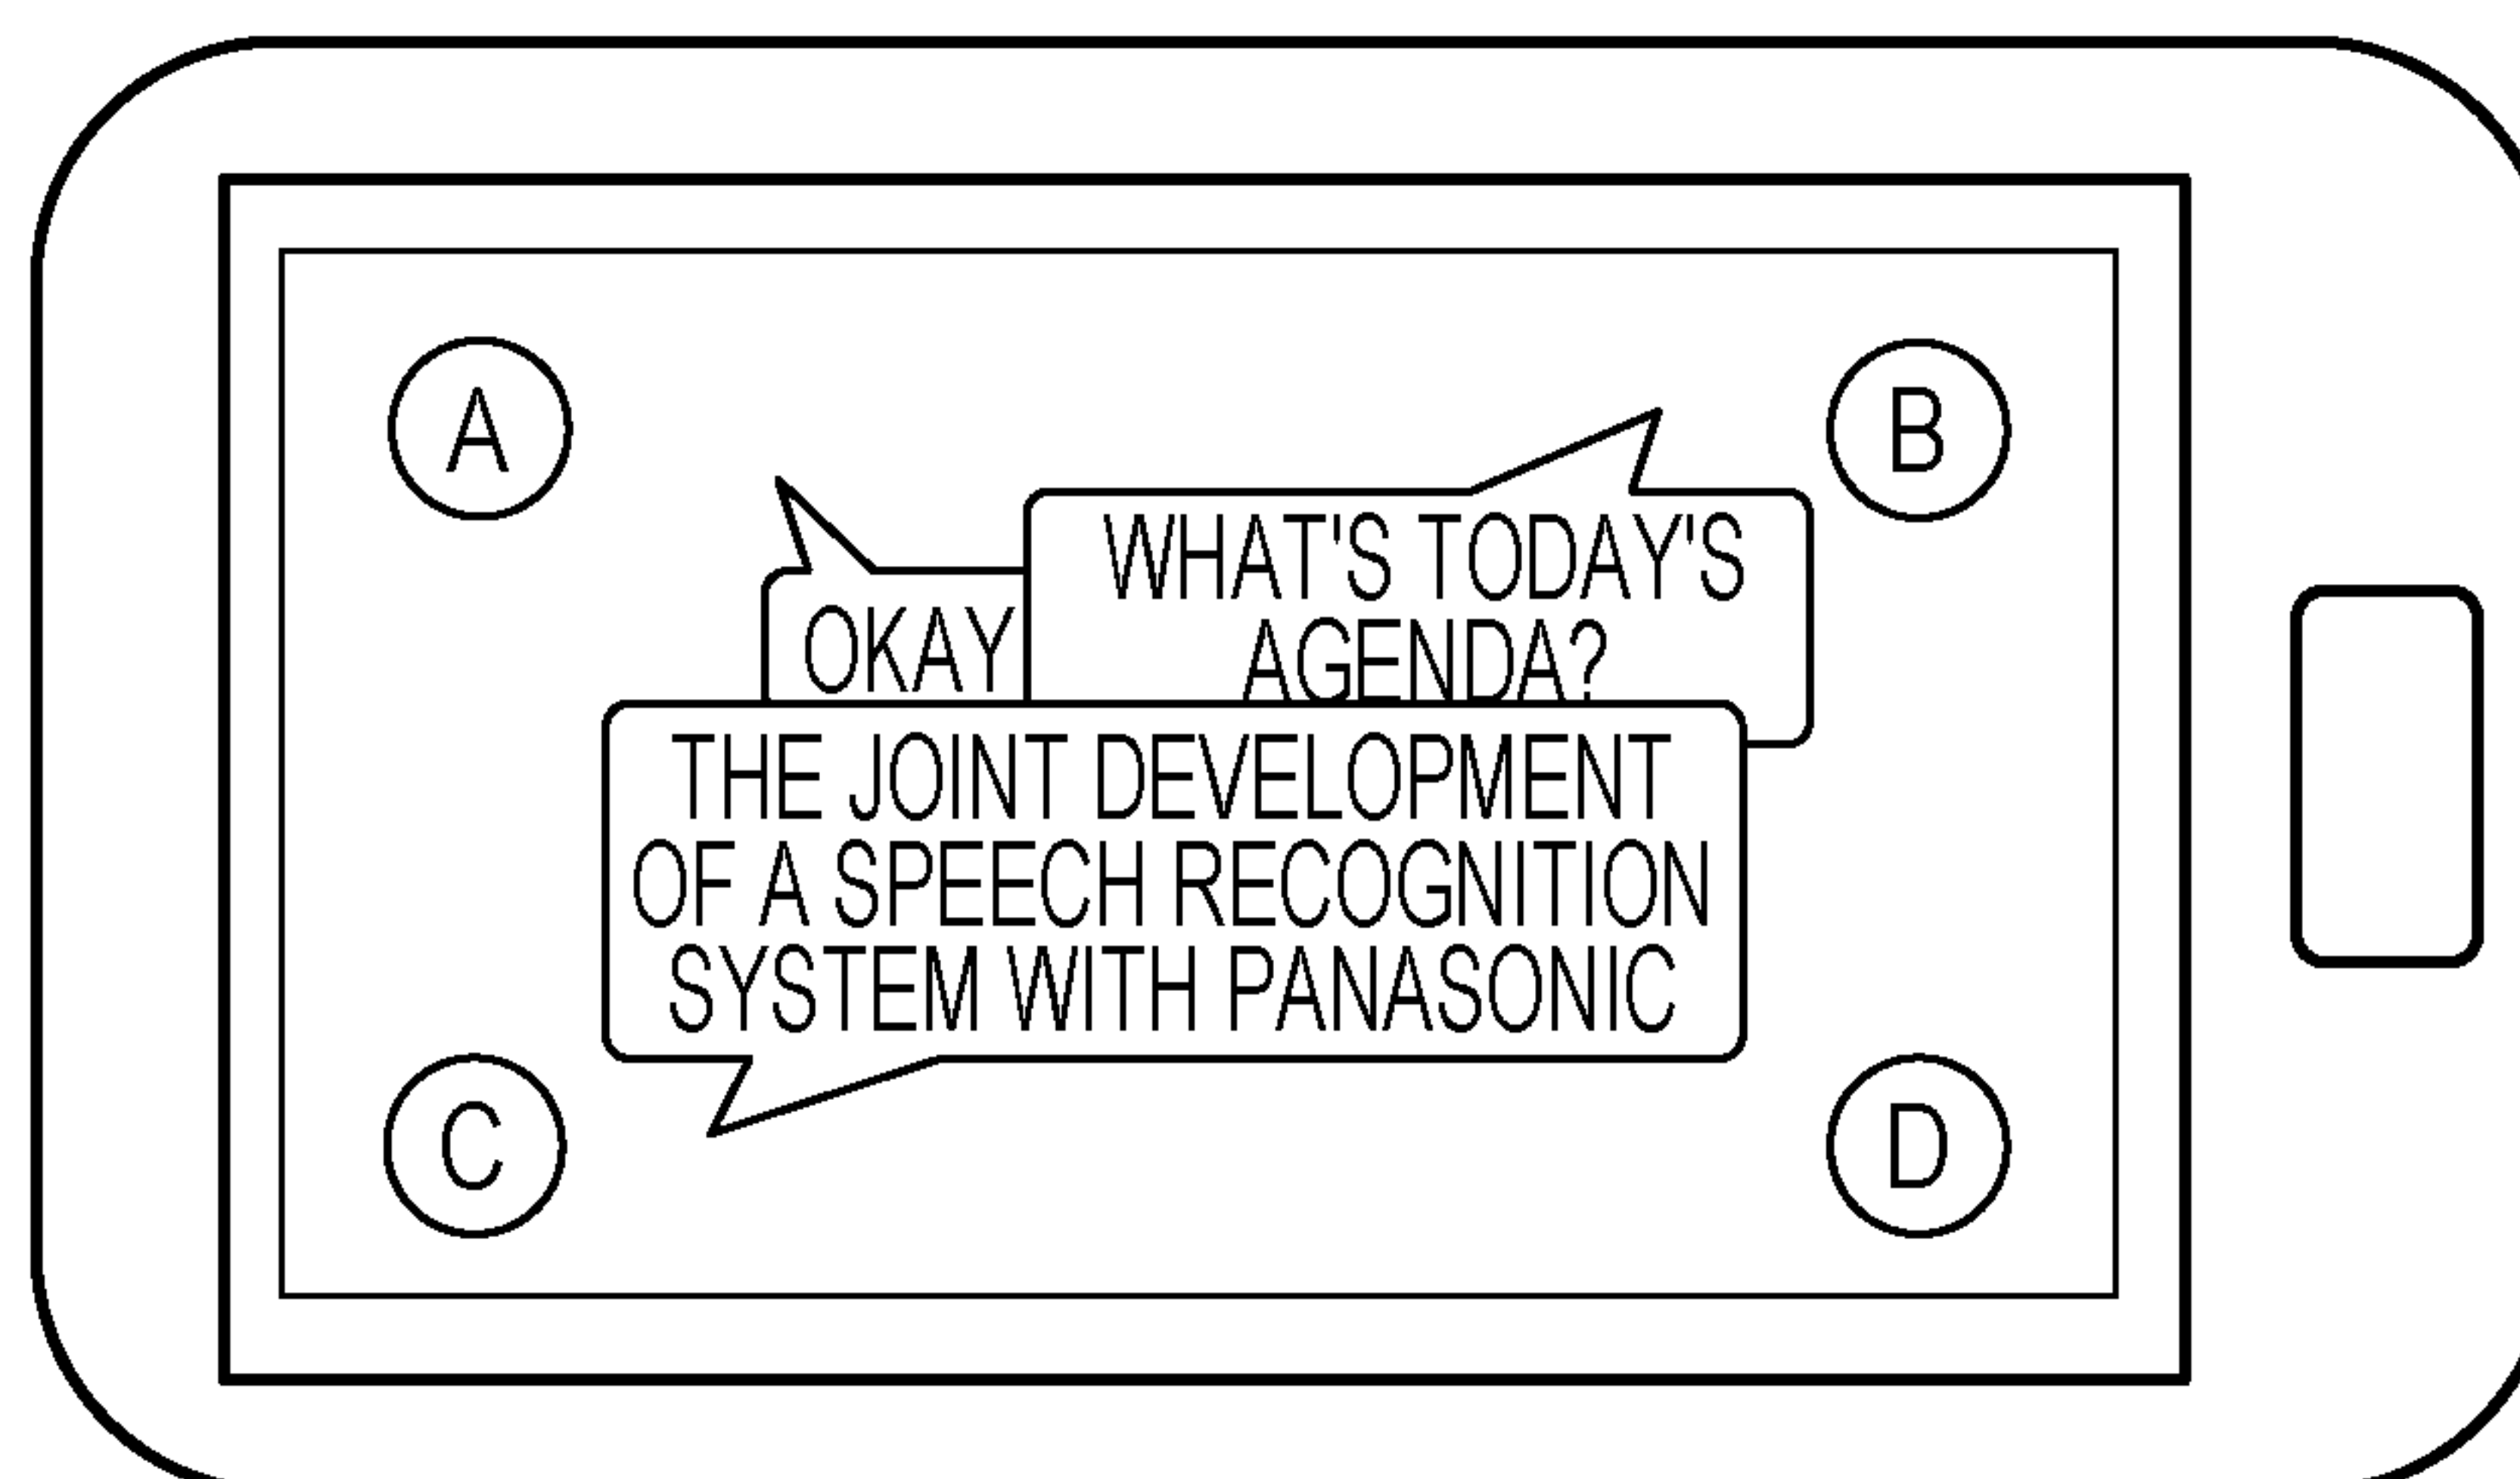 A
B
WHAT'S TODAY'S
AGENDA?
OKAY
THE JOINT DEVELOPMENT
OF A SPEECH RECOGNITION
SYSTEM WITH PANASONIC
C
D